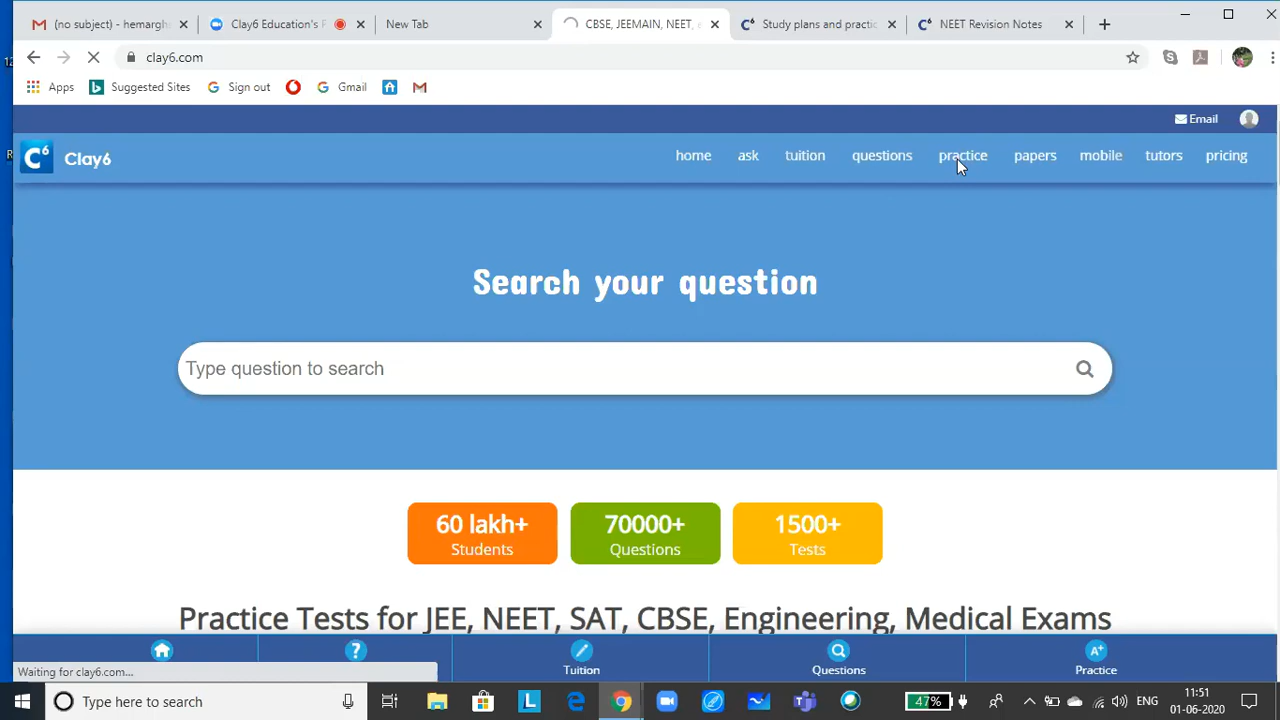 (no subject) - hemargh
Clay6 Education's P
New Tab
CBSE, JEEMAIN, NEET,
Study plans and practic
NEET Revision Notes
clay6.com
Apps
Suggested Sites
Sign out
Gmail
Email
C6 Clay6
home
ask
tuition
questions
practice
papers
mobile
tutors
pricing
Search your question
Type question to search
60 lakh+
Students
70000+
Questions
1500+
Tests
Practice Tests for JEE, NEET, SAT, CBSE, Engineering, Medical Exams
Tuition
Questions
Practice
Waiting for clay6.com...
Type here to search
47%
ENG
11:51
01-06-2020